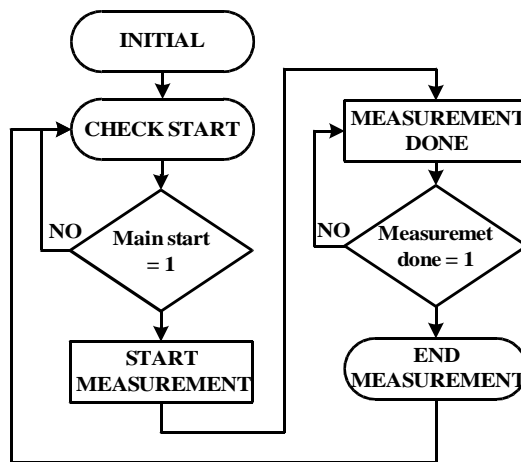 INITIAL
CHECK START
NO
Main start
= 1
START
MEASUREMENT
MEASUREMENT
DONE
NO
Measuremet
done = 1
END
MEASUREMENT